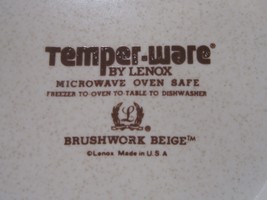 Temper-ware®
BY LENOX
MICROWAVE OVEN SAFE
FREEZER TO OVEN TO TABLE TO DISHWASHER
L
®
BRUSHWORK BEIGE™
©Lenox Made in U.S.A